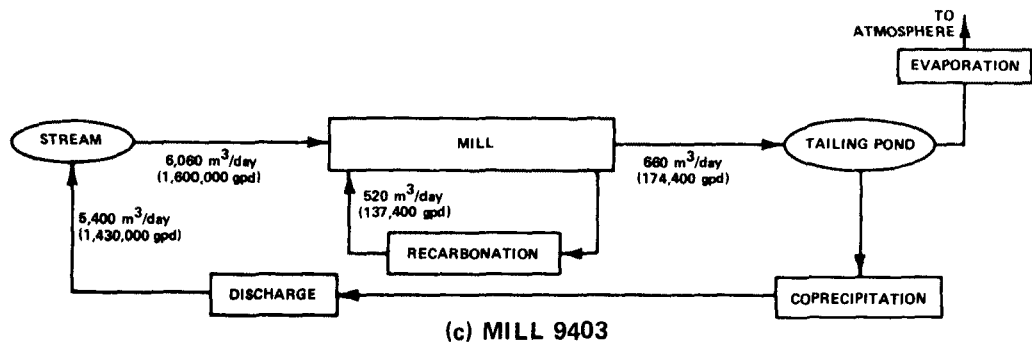 TO
ATMOSPHERE
EVAPORATION
STREAM
MILL
TAILING POND
6,060 m³/day
(1,600,000 gpd)
660 m³/day
(174,400 gpd)
520 m³/day
(137,400 gpd)
5,400 m³/day
(1,430,000 gpd)
RECARBONATION
DISCHARGE
COPRECIPITATION
(c) MILL 9403